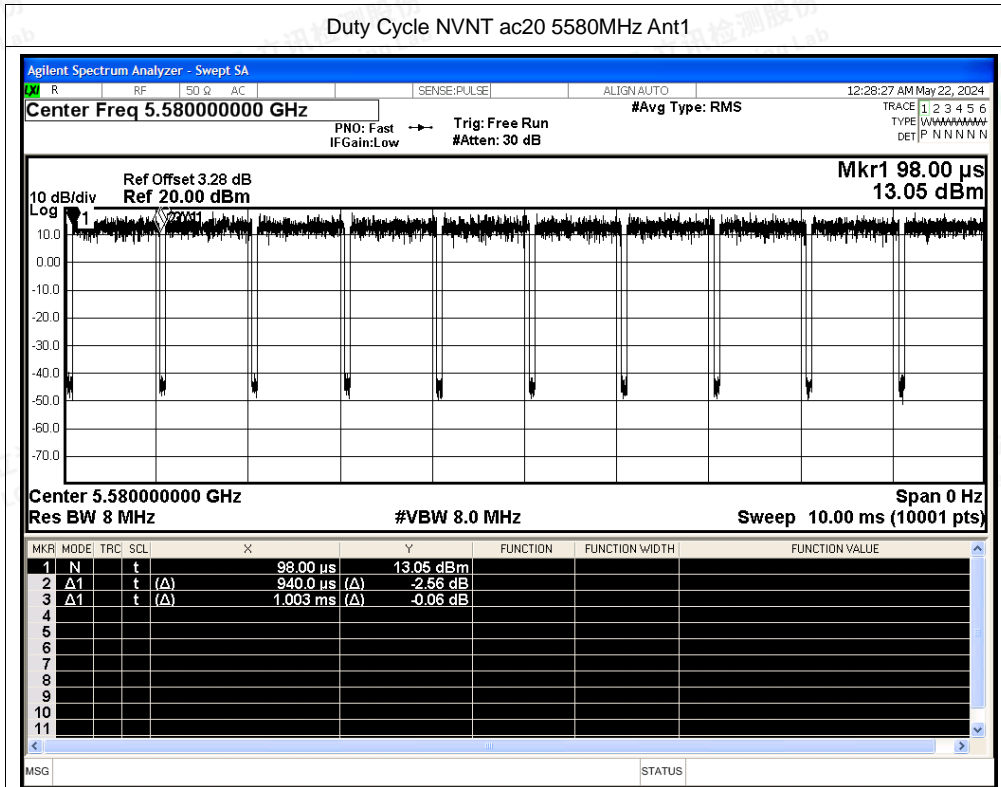 Duty Cycle NVNT ac20 5580MHz Ant1
Agilent Spectrum Analyzer - Swept SA
LXI R RF 50 Ω AC SENSE:PULSE ALIGN AUTO 12:28:27 AM May 22, 2024
Center Freq 5.580000000 GHz #Avg Type: RMS TRACE 1 2 3 4 5 6
PNO: Fast Trig: Free Run TYPE WWWWWW
IFGain:Low #Atten: 30 dB DET P N N N N N
Mkr1 98.00 µs
Ref Offset 3.28 dB
10 dB/div Ref 20.00 dBm 13.05 dBm
Log
1
10.0
0.00
-10.0
-20.0
-30.0
-40.0
-50.0
-60.0
-70.0
Center 5.580000000 GHz Span 0 Hz
Res BW 8 MHz #VBW 8.0 MHz Sweep 10.00 ms (10001 pts)
MKR MODE TRC SCL X Y FUNCTION FUNCTION WIDTH FUNCTION VALUE
1 N t 98.00 µs 13.05 dBm
2 Δ1 t (Δ) 940.0 µs (Δ) -2.56 dB
3 Δ1 t (Δ) 1.003 ms (Δ) -0.06 dB
4
5
6
7
8
9
10
11
MSG STATUS